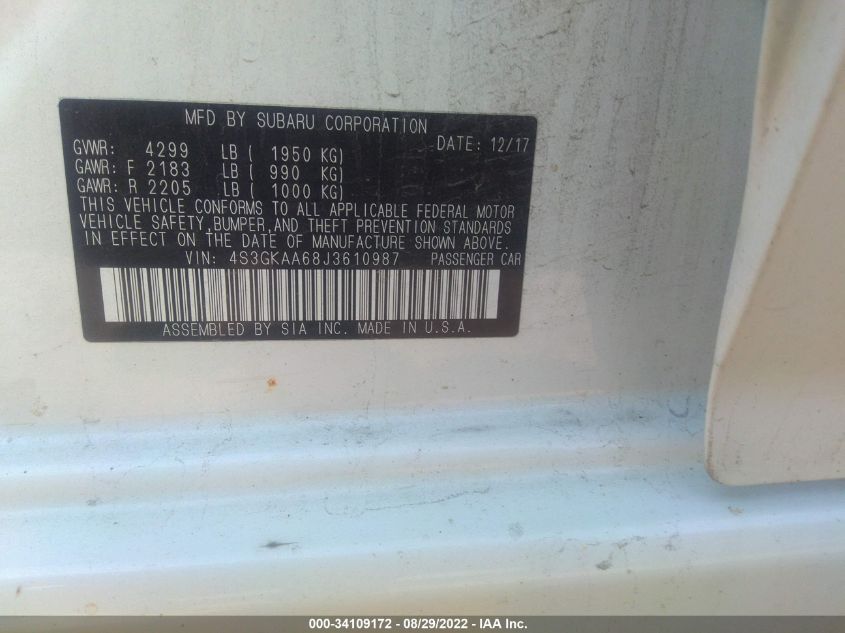 MFD BY SUBARU CORPORATION
GVWR: 4299 LB ( 1950 KG) DATE: 12/17
GAWR: F 2183 LB ( 990 KG)
GAWR: R 2205 LB ( 1000 KG)
THIS VEHICLE CONFORMS TO ALL APPLICABLE FEDERAL MOTOR
VEHICLE SAFETY,BUMPER,AND THEFT PREVENTION STANDARDS
IN EFFECT ON THE DATE OF MANUFACTURE SHOWN ABOVE.
VIN: 4S3GKAA68J3610987 PASSENGER CAR
ASSEMBLED BY SIA INC. MADE IN U.S.A.
000-34109172 - 08/29/2022 - IAA Inc.